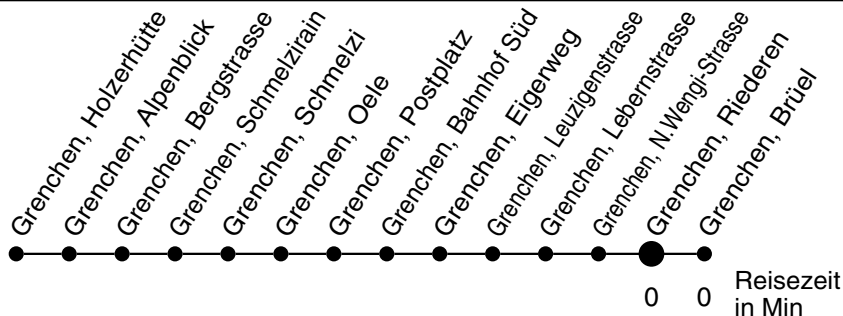 Grenchen, Holzerhütte
Grenchen, Alpenblick
Grenchen, Bergstrasse
Grenchen, Schmelzirain
Grenchen, Schmelzi
Grenchen, Oele
Grenchen, Postplatz
Grenchen, Bahnhof Süd
Grenchen, Eigerweg
Grenchen, Leuzigenstrasse
Grenchen, Lebernstrasse
Grenchen, N.Wengi-Strasse
Grenchen, Riederen
Grenchen, Brüel
0 0 Reisezeit
in Min